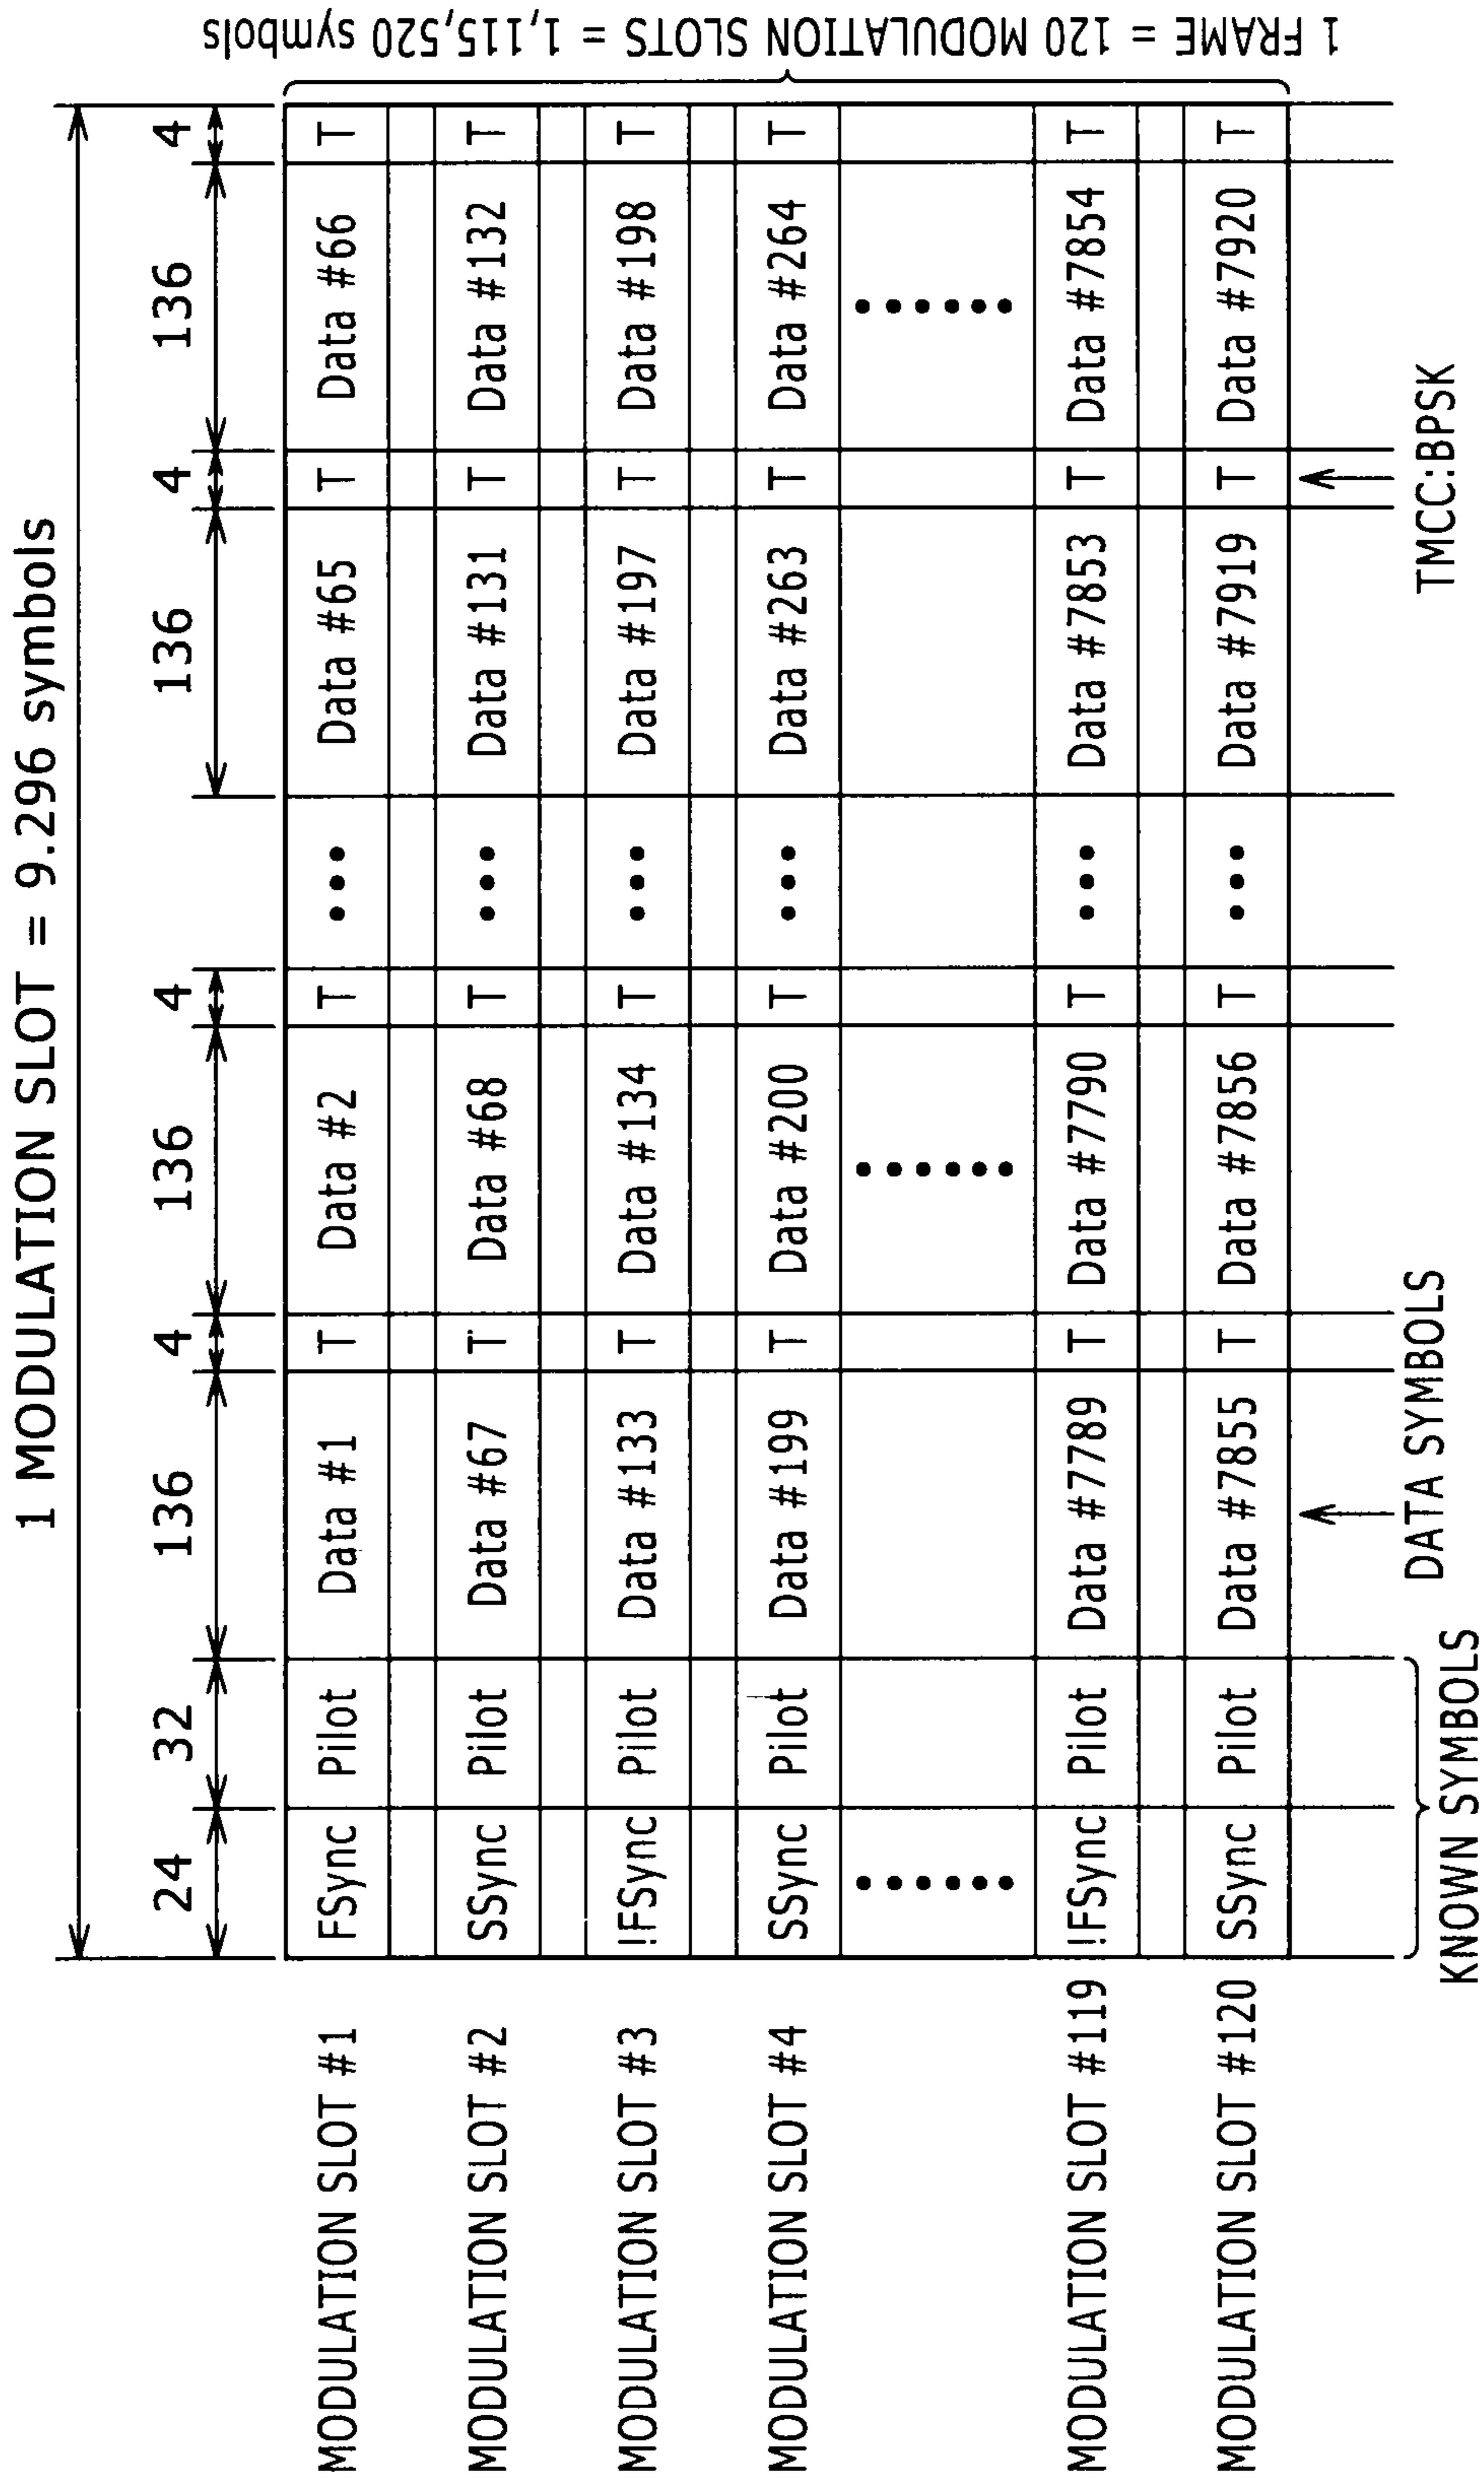 1 MODULATION SLOT = 9.296 symbols
24 32 136 4 136 4 136 4 136 4
MODULATION SLOT #1 FSync Pilot Data #1 T Data #2 T ••• Data #65 T Data #66 T
MODULATION SLOT #2 SSync Pilot Data #67 T Data #68 T ••• Data #131 T Data #132 T
MODULATION SLOT #3 !FSync Pilot Data #133 T Data #134 T ••• Data #197 T Data #198 T
MODULATION SLOT #4 SSync Pilot Data #199 T Data #200 T ••• Data #263 T Data #264 T
MODULATION SLOT #119 !FSync Pilot Data #7789 T Data #7790 T ••• Data #7853 T Data #7854 T
MODULATION SLOT #120 SSync Pilot Data #7855 T Data #7856 T ••• Data #7919 T Data #7920 T
1 FRAME = 120 MODULATION SLOTS = 1,115,520 symbols
KNOWN SYMBOLS
DATA SYMBOLS
TMCC:BPSK